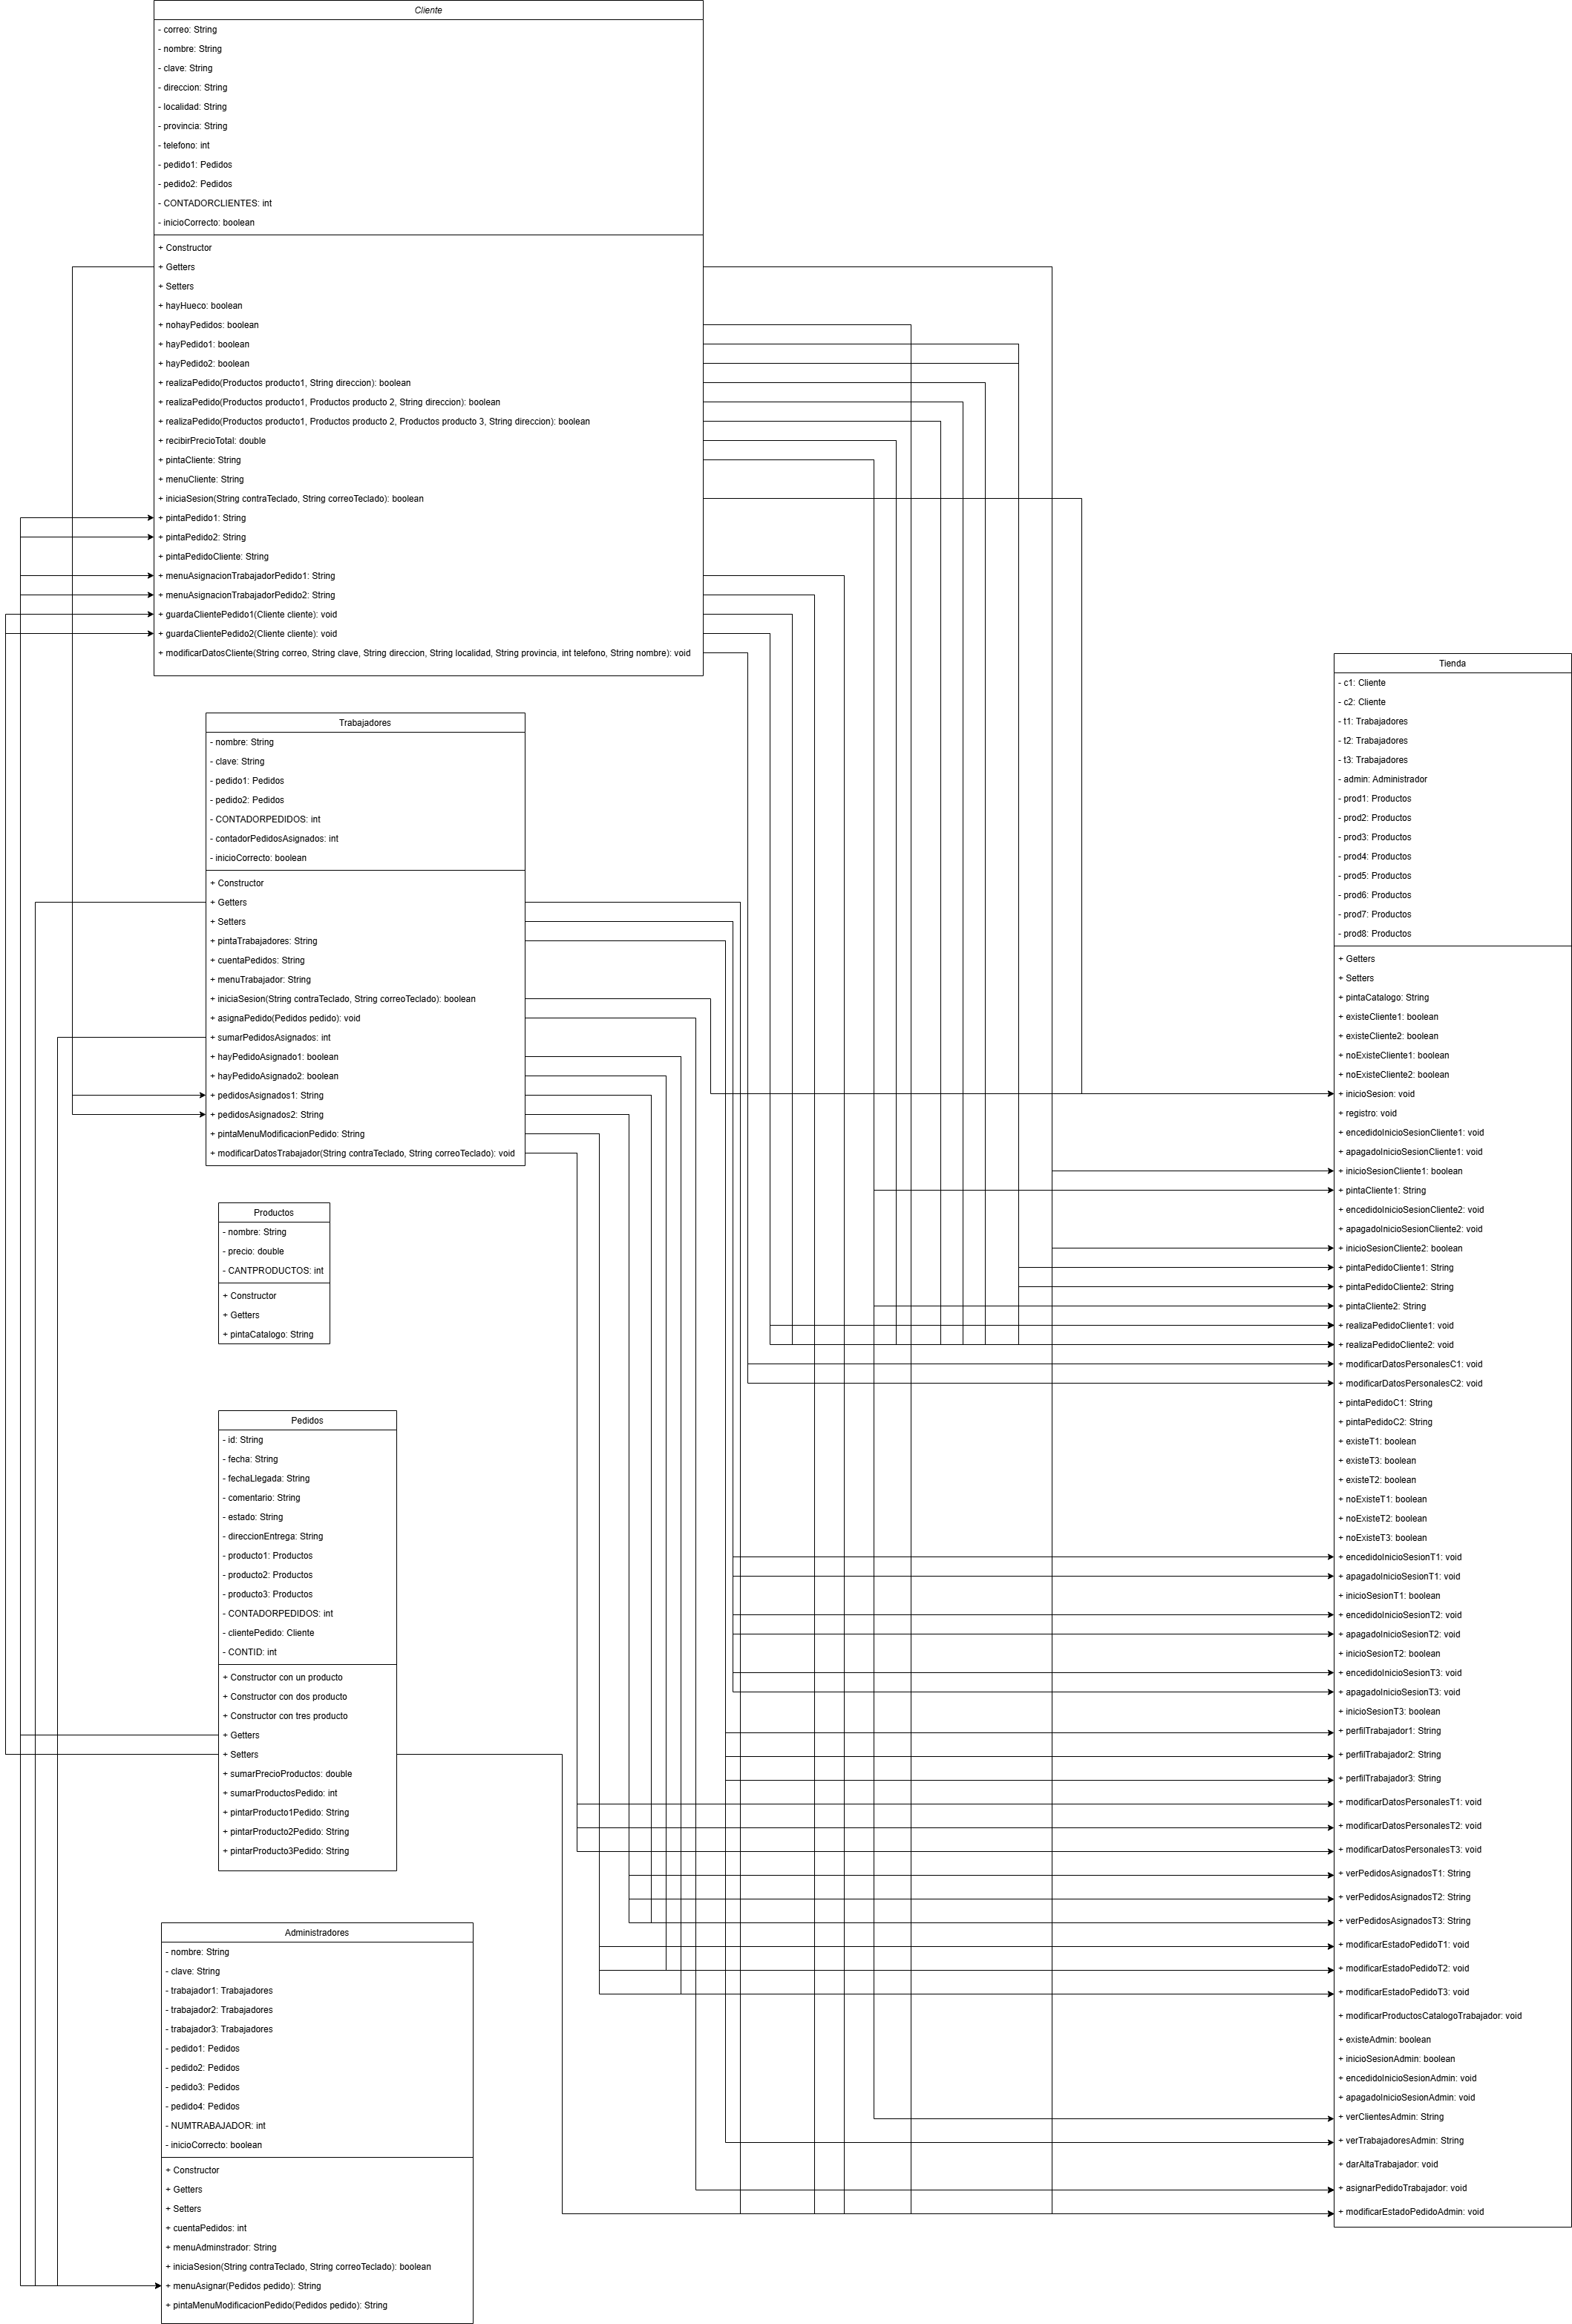 Cliente
- correo: String
- nombre: String
- clave: String
- direccion: String
- localidad: String
- provincia: String
- telefono: int
- pedido1: Pedidos
- pedido2: Pedidos
- CONTADORCLIENTES: int
- inicioCorrecto: boolean
+ Constructor
+ Getters
+ Setters
+ hayHueco: boolean
+ nohayPedidos: boolean
+ hayPedido1: boolean
+ hayPedido2: boolean
+ realizaPedido(Productos producto1, String direccion): boolean
+ realizaPedido(Productos producto1, Productos producto 2, String direccion): boolean
+ realizaPedido(Productos producto1, Productos producto 2, Productos producto 3, String direccion): boolean
+ recibirPrecioTotal: double
+ pintaCliente: String
+ menuCliente: String
+ iniciaSesion(String contraTeclado, String correoTeclado): boolean
+ pintaPedido1: String
+ pintaPedido2: String
+ pintaPedidoCliente: String
+ menuAsignacionTrabajadorPedido1: String
+ menuAsignacionTrabajadorPedido2: String
+ guardaClientePedido1(Cliente cliente): void
+ guardaClientePedido2(Cliente cliente): void
+ modificarDatosCliente(String correo, String clave, String direccion, String localidad, String provincia, int telefono, String nombre): void
Trabajadores
- nombre: String
- clave: String
- pedido1: Pedidos
- pedido2: Pedidos
- CONTADORPEDIDOS: int
- contadorPedidosAsignados: int
- inicioCorrecto: boolean
+ Constructor
+ Getters
+ Setters
+ pintaTrabajadores: String
+ cuentaPedidos: String
+ menuTrabajador: String
+ iniciaSesion(String contraTeclado, String correoTeclado): boolean
+ asignaPedido(Pedidos pedido): void
+ sumarPedidosAsignados: int
+ hayPedidoAsignado1: boolean
+ hayPedidoAsignado2: boolean
+ pedidosAsignados1: String
+ pedidosAsignados2: String
+ pintaMenuModificacionPedido: String
+ modificarDatosTrabajador(String contraTeclado, String correoTeclado): void
Productos
- nombre: String
- precio: double
- CANTPRODUCTOS: int
+ Constructor
+ Getters
+ pintaCatalogo: String
Pedidos
- id: String
- fecha: String
- fechaLlegada: String
- comentario: String
- estado: String
- direccionEntrega: String
- producto1: Productos
- producto2: Productos
- producto3: Productos
- CONTADORPEDIDOS: int
- clientePedido: Cliente
- CONTID: int
+ Constructor con un producto
+ Constructor con dos producto
+ Constructor con tres producto
+ Getters
+ Setters
+ sumarPrecioProductos: double
+ sumarProductosPedido: int
+ pintarProducto1Pedido: String
+ pintarProducto2Pedido: String
+ pintarProducto3Pedido: String
Administradores
- nombre: String
- clave: String
- trabajador1: Trabajadores
- trabajador2: Trabajadores
- trabajador3: Trabajadores
- pedido1: Pedidos
- pedido2: Pedidos
- pedido3: Pedidos
- pedido4: Pedidos
- NUMTRABAJADOR: int
- inicioCorrecto: boolean
+ Constructor
+ Getters
+ Setters
+ cuentaPedidos: int
+ menuAdminstrador: String
+ iniciaSesion(String contraTeclado, String correoTeclado): boolean
+ menuAsignar(Pedidos pedido): String
+ pintaMenuModificacionPedido(Pedidos pedido): String
Tienda
- c1: Cliente
- c2: Cliente
- t1: Trabajadores
- t2: Trabajadores
- t3: Trabajadores
- admin: Administrador
- prod1: Productos
- prod2: Productos
- prod3: Productos
- prod4: Productos
- prod5: Productos
- prod6: Productos
- prod7: Productos
- prod8: Productos
+ Getters
+ Setters
+ pintaCatalogo: String
+ existeCliente1: boolean
+ existeCliente2: boolean
+ noExisteCliente1: boolean
+ noExisteCliente2: boolean
+ inicioSesion: void
+ registro: void
+ encedidoInicioSesionCliente1: void
+ apagadoInicioSesionCliente1: void
+ inicioSesionCliente1: boolean
+ pintaCliente1: String
+ encedidoInicioSesionCliente2: void
+ apagadoInicioSesionCliente2: void
+ inicioSesionCliente2: boolean
+ pintaPedidoCliente1: String
+ pintaPedidoCliente2: String
+ pintaCliente2: String
+ realizaPedidoCliente1: void
+ realizaPedidoCliente2: void
+ modificarDatosPersonalesC1: void
+ modificarDatosPersonalesC2: void
+ pintaPedidoC1: String
+ pintaPedidoC2: String
+ existeT1: boolean
+ existeT3: boolean
+ existeT2: boolean
+ noExisteT1: boolean
+ noExisteT2: boolean
+ noExisteT3: boolean
+ encedidoInicioSesionT1: void
+ apagadoInicioSesionT1: void
+ inicioSesionT1: boolean
+ encedidoInicioSesionT2: void
+ apagadoInicioSesionT2: void
+ inicioSesionT2: boolean
+ encedidoInicioSesionT3: void
+ apagadoInicioSesionT3: void
+ inicioSesionT3: boolean
+ perfilTrabajador1: String
+ perfilTrabajador2: String
+ perfilTrabajador3: String
+ modificarDatosPersonalesT1: void
+ modificarDatosPersonalesT2: void
+ modificarDatosPersonalesT3: void
+ verPedidosAsignadosT1: String
+ verPedidosAsignadosT2: String
+ verPedidosAsignadosT3: String
+ modificarEstadoPedidoT1: void
+ modificarEstadoPedidoT2: void
+ modificarEstadoPedidoT3: void
+ modificarProductosCatalogoTrabajador: void
+ existeAdmin: boolean
+ inicioSesionAdmin: boolean
+ encedidoInicioSesionAdmin: void
+ apagadoInicioSesionAdmin: void
+ verClientesAdmin: String
+ verTrabajadoresAdmin: String
+ darAltaTrabajador: void
+ asignarPedidoTrabajador: void
+ modificarEstadoPedidoAdmin: void